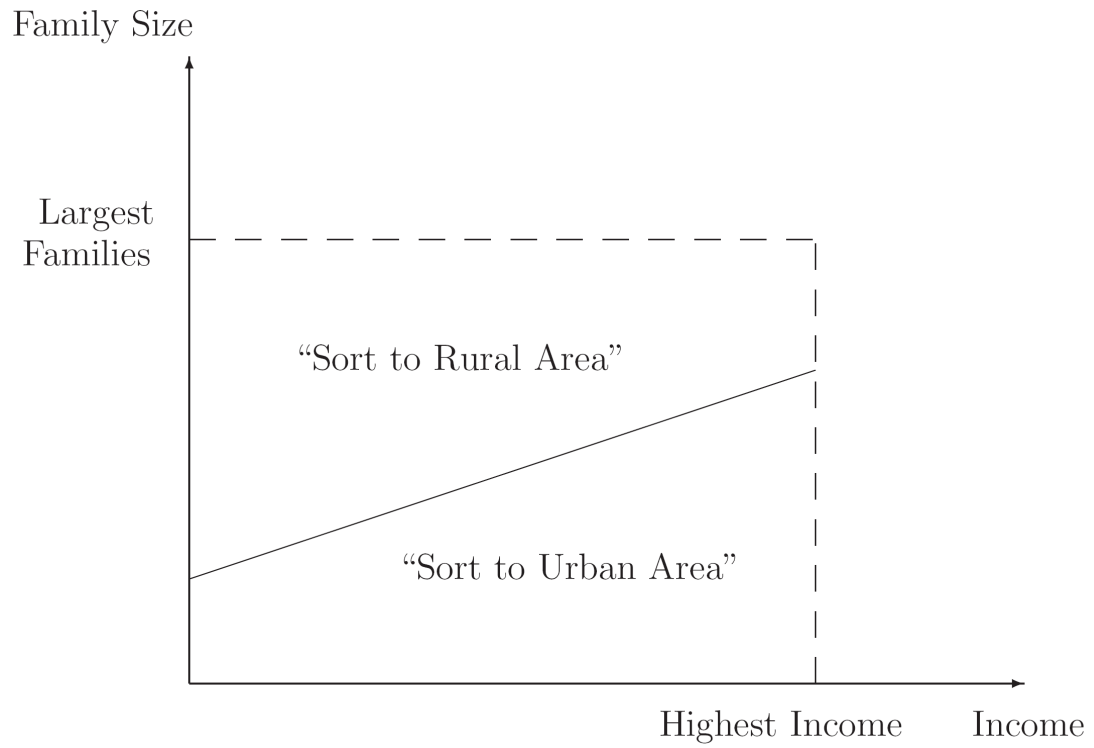 Family Size
Largest
Families
“Sort to Rural Area”
“Sort to Urban Area”
Highest Income
Income